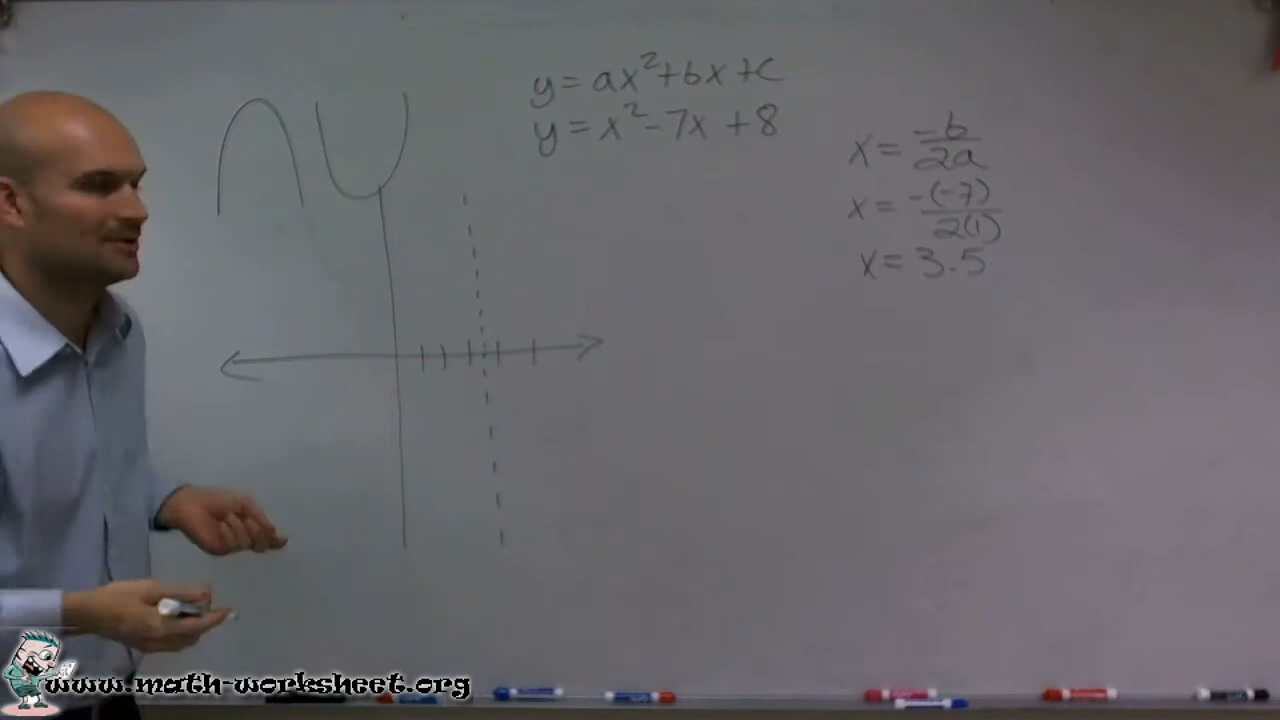 y = ax² + bx + c
y = x² - 7x + 8
x = -b/2a
x = -(-7)/2(1)
x = 3.5
www.math-worksheet.org